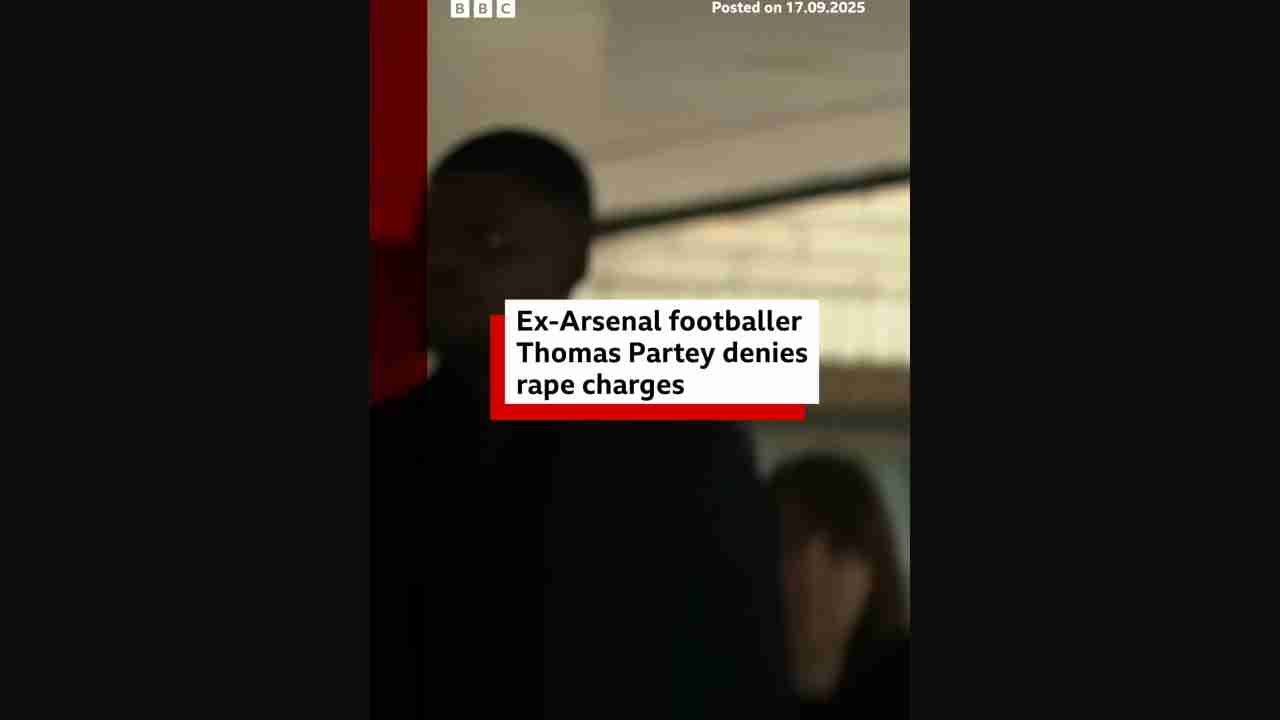 BBC
Posted on 17.09.2025
Ex-Arsenal footballer
Thomas Partey denies
rape charges